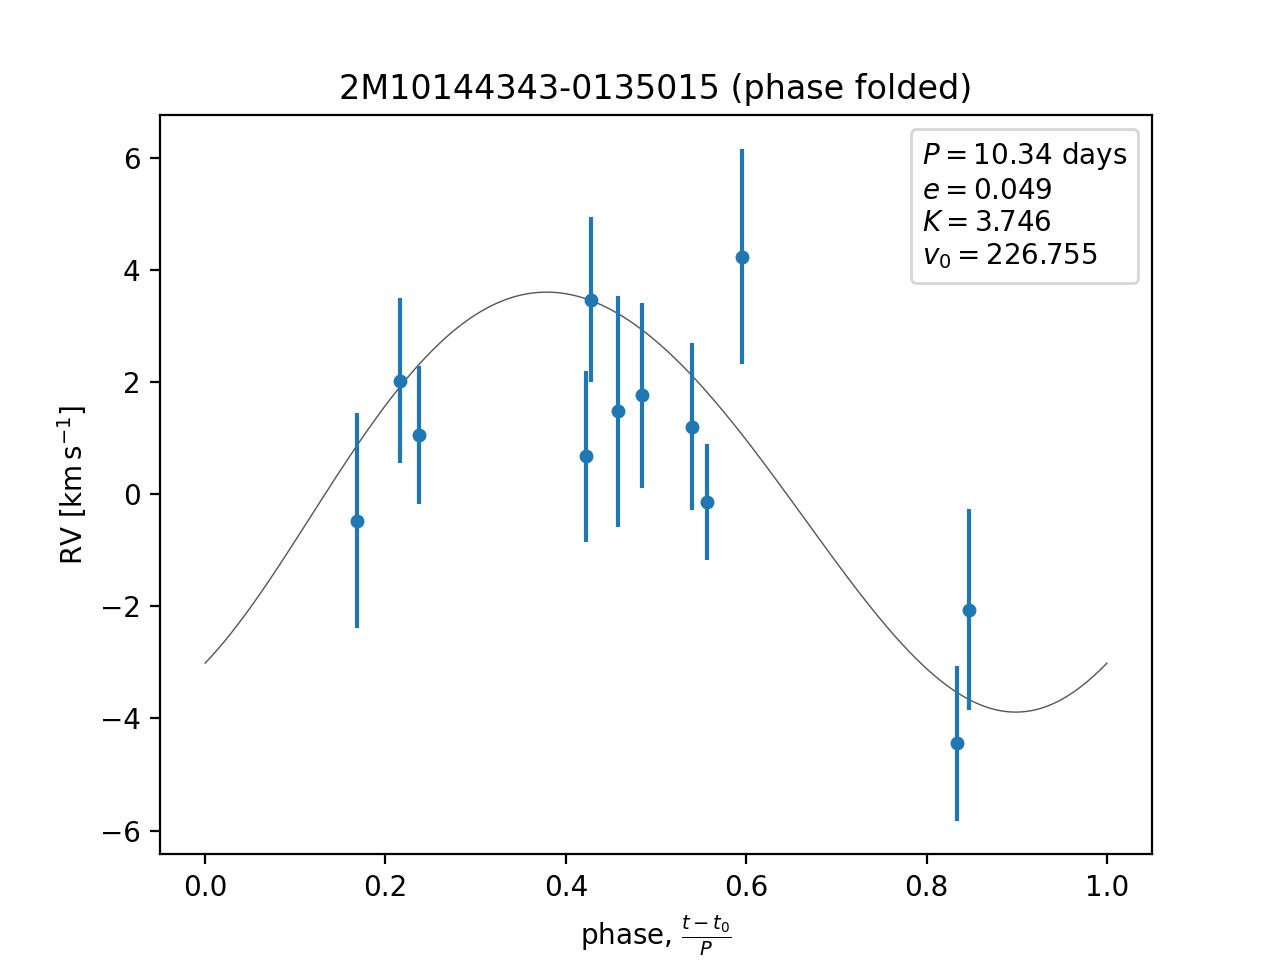 2M10144343-0135015 (phase folded)
P = 10.34 days
e = 0.049
K = 3.746
v₀ = 226.755
RV [km s⁻¹]
6
4
2
0
−2
−4
−6
0.0 0.2 0.4 0.6 0.8 1.0
phase, (t − t₀)/P